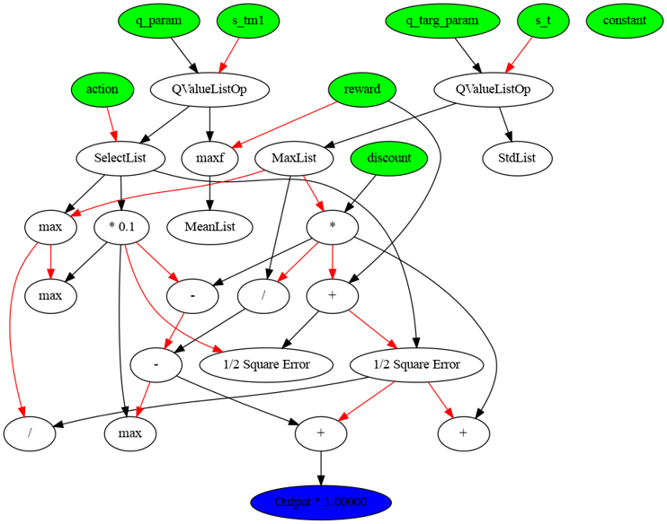 q_param
s_tm1
q_targ_param
s_t
constant
action
QValueListOp
reward
QValueListOp
SelectList
maxf
MaxList
discount
StdList
max
* 0.1
MeanList
*
max
-
/
+
-
1/2 Square Error
1/2 Square Error
/
max
+
+
Output * 1.00000